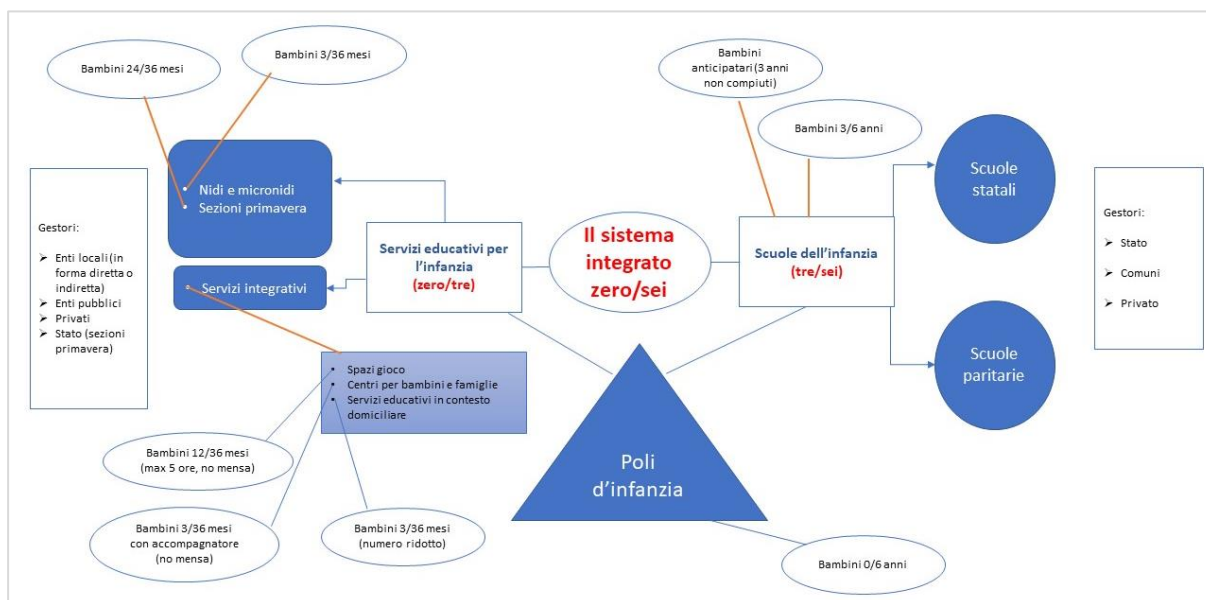 Bambini 24/36 mesi
Bambini 3/36 mesi
Bambini
anticipatari (3 anni
non compiuti)
Bambini 3/6 anni
• Nidi e micronidi
• Sezioni primavera
• Servizi integrativi
Gestori:
➢ Enti locali (in
forma diretta o
indiretta)
➢ Enti pubblici
➢ Privati
➢ Stato (sezioni
primavera)
Servizi educativi per
l'infanzia
(zero/tre)
Il sistema
integrato
zero/sei
Scuole dell'infanzia
(tre/sei)
Scuole
statali
Scuole
paritarie
Gestori:
➢ Stato
➢ Comuni
➢ Privato
• Spazi gioco
• Centri per bambini e famiglie
• Servizi educativi in contesto
domiciliare
Bambini 12/36 mesi
(max 5 ore, no mensa)
Bambini 3/36 mesi
con accompagnatore
(no mensa)
Bambini 3/36 mesi
(numero ridotto)
Poli
d'infanzia
Bambini 0/6 anni